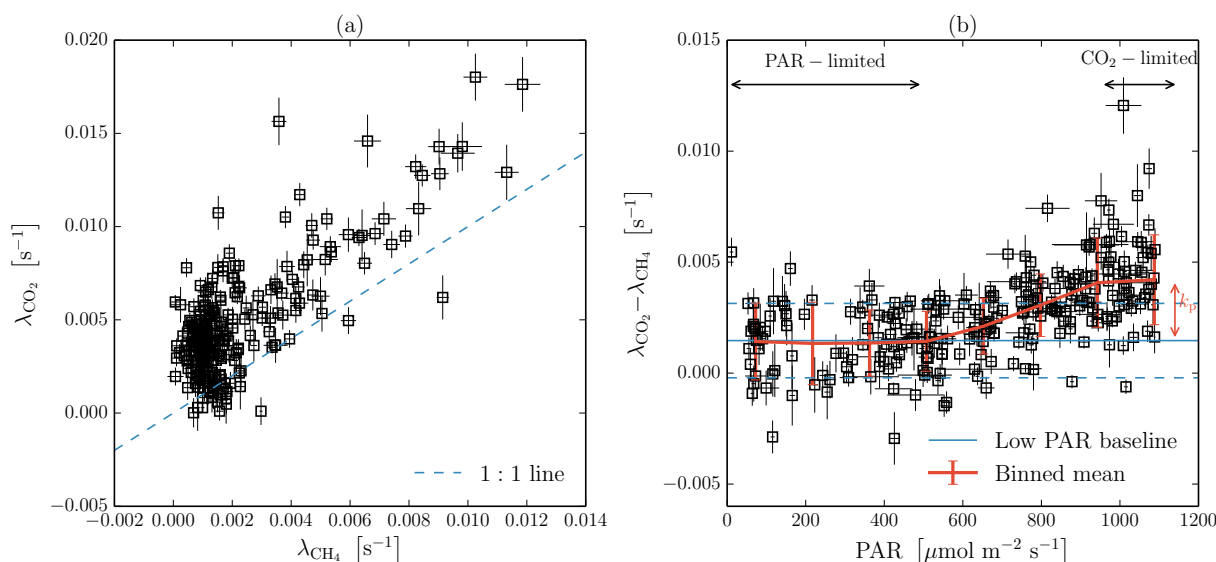 (a)
0.020
0.015
0.010
0.005
0.000
−0.005
−0.002 0.000 0.002 0.004 0.006 0.008 0.010 0.012 0.014
λCO₂ [s⁻¹]
λCH₄ [s⁻¹]
1 : 1 line
(b)
0.015
0.010
0.005
0.000
−0.005
0 200 400 600 800 1000 1200
λCO₂ − λCH₄ [s⁻¹]
PAR [μmol m⁻² s⁻¹]
PAR − limited
CO₂ − limited
kₚ
Low PAR baseline
Binned mean